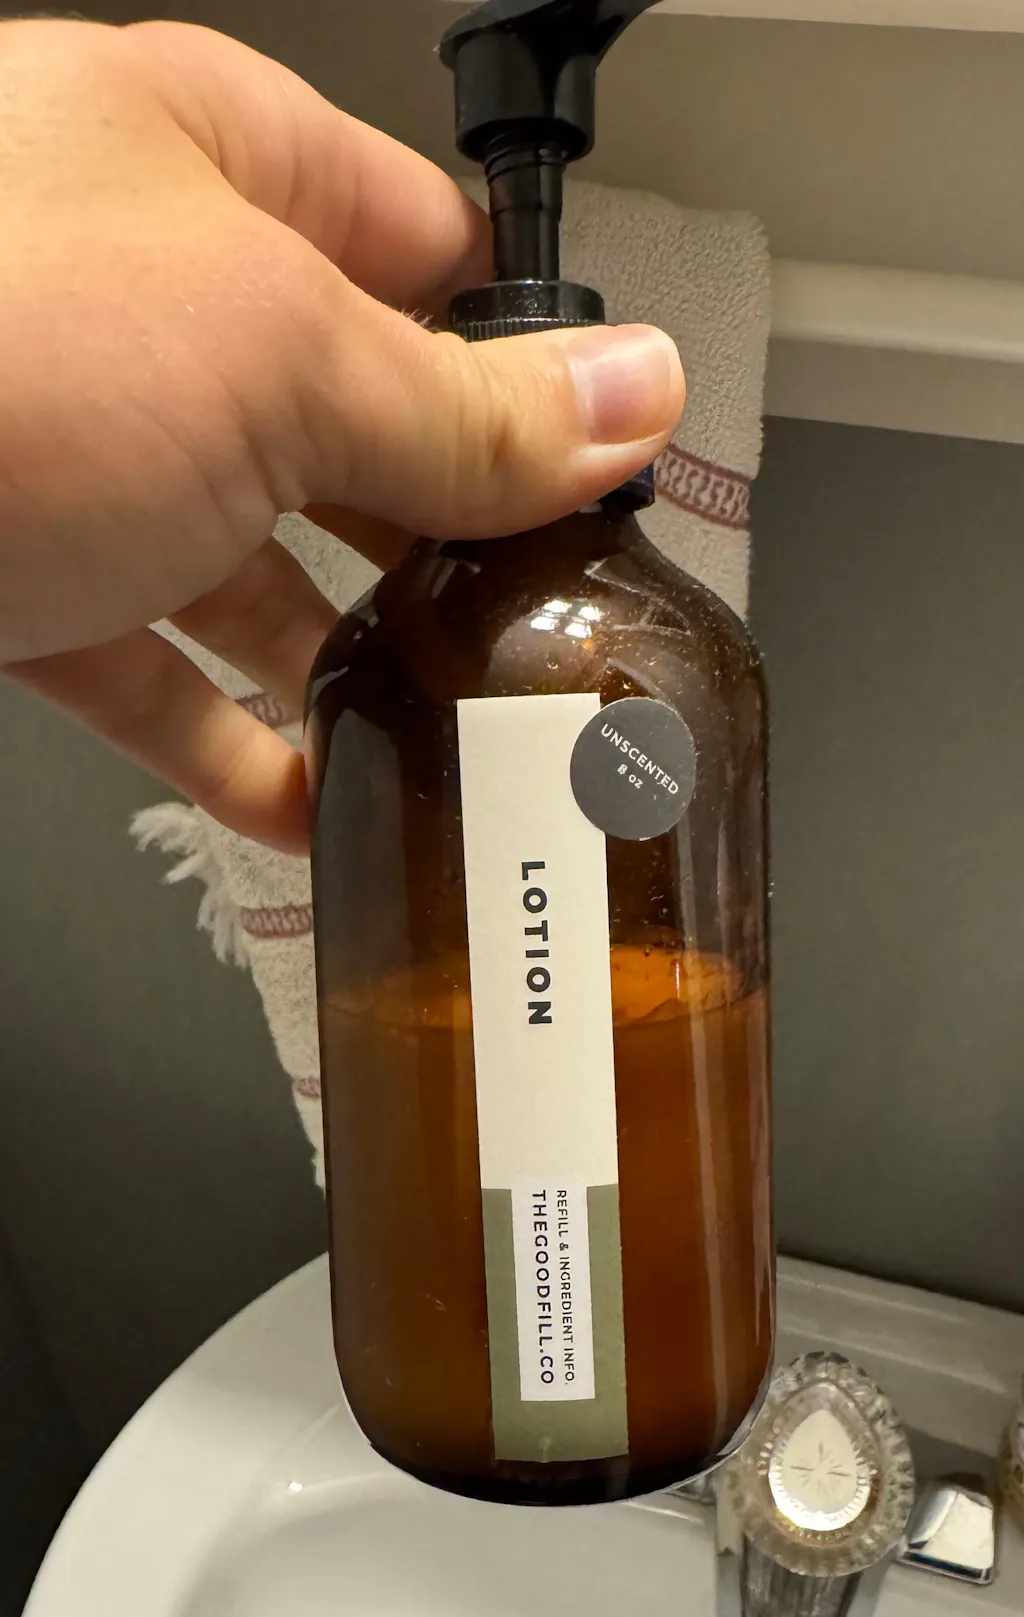 UNSCENTED
8 oz
LOTION
REFILL & INGREDIENT INFO.
THEGOODFILL.CO